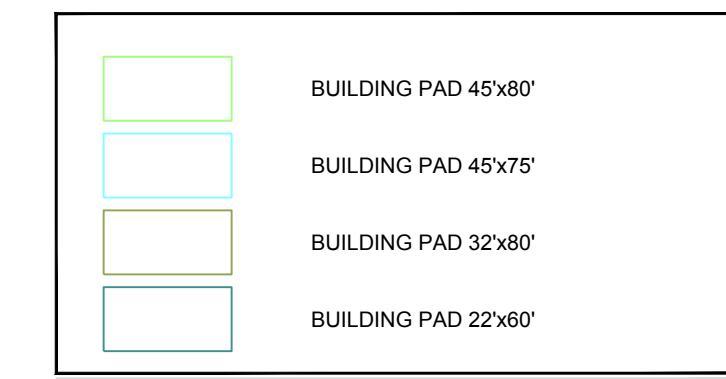 BUILDING PAD 45'x80'
BUILDING PAD 45'x75'
BUILDING PAD 32'x80'
BUILDING PAD 22'x60'